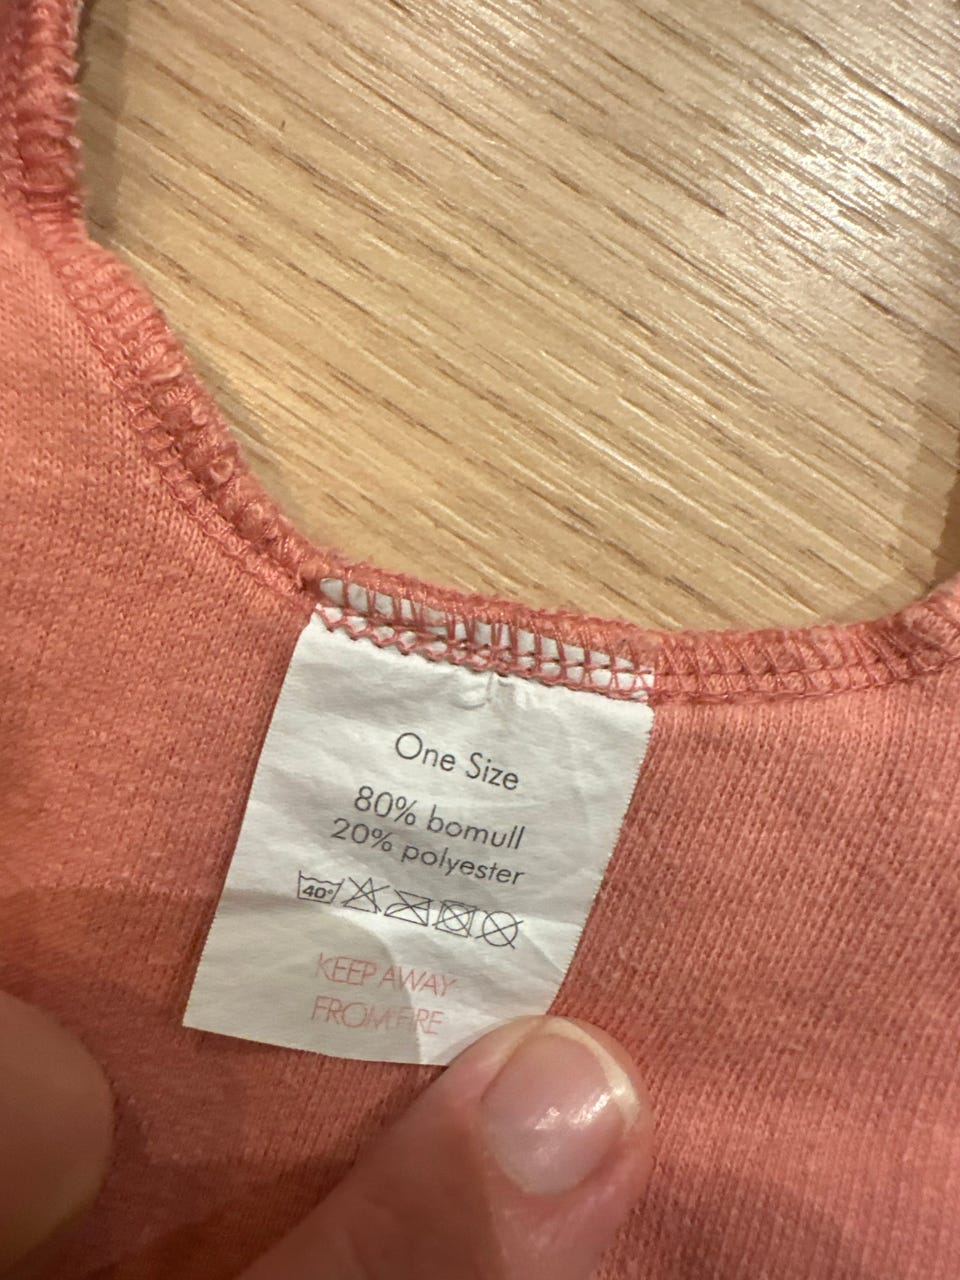 One Size
80% bomull
20% polyester
40°
KEEP AWAY
FROM FIRE